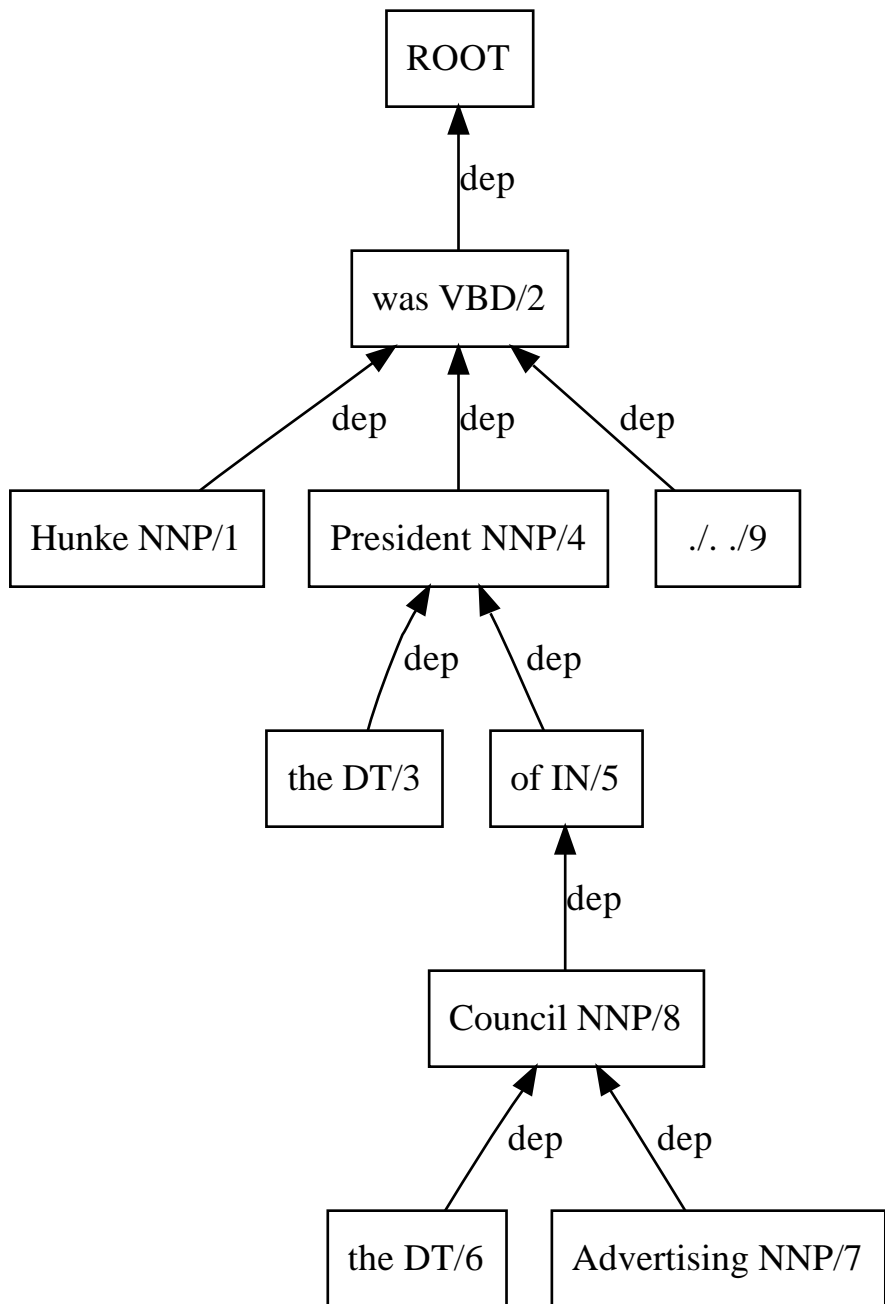 ROOT
dep
was VBD/2
dep dep dep
Hunke NNP/1 President NNP/4 ./. ./9
dep dep
the DT/3 of IN/5
dep
Council NNP/8
dep dep
the DT/6 Advertising NNP/7